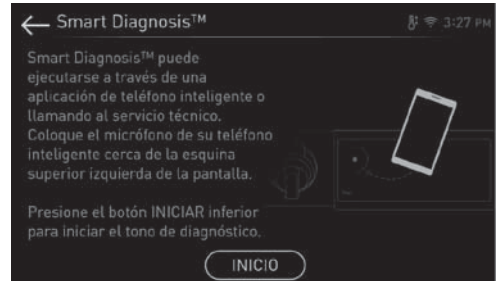 Smart Diagnosis™
3:27 PM
Smart Diagnosis™ puede
ejecutarse a través de una
aplicación de teléfono inteligente o
llamando al servicio técnico.
Coloque el micrófono de su teléfono
inteligente cerca de la esquina
superior izquierda de la pantalla.
Presione el botón INICIAR inferior
para iniciar el tono de diagnóstico.
INICIO